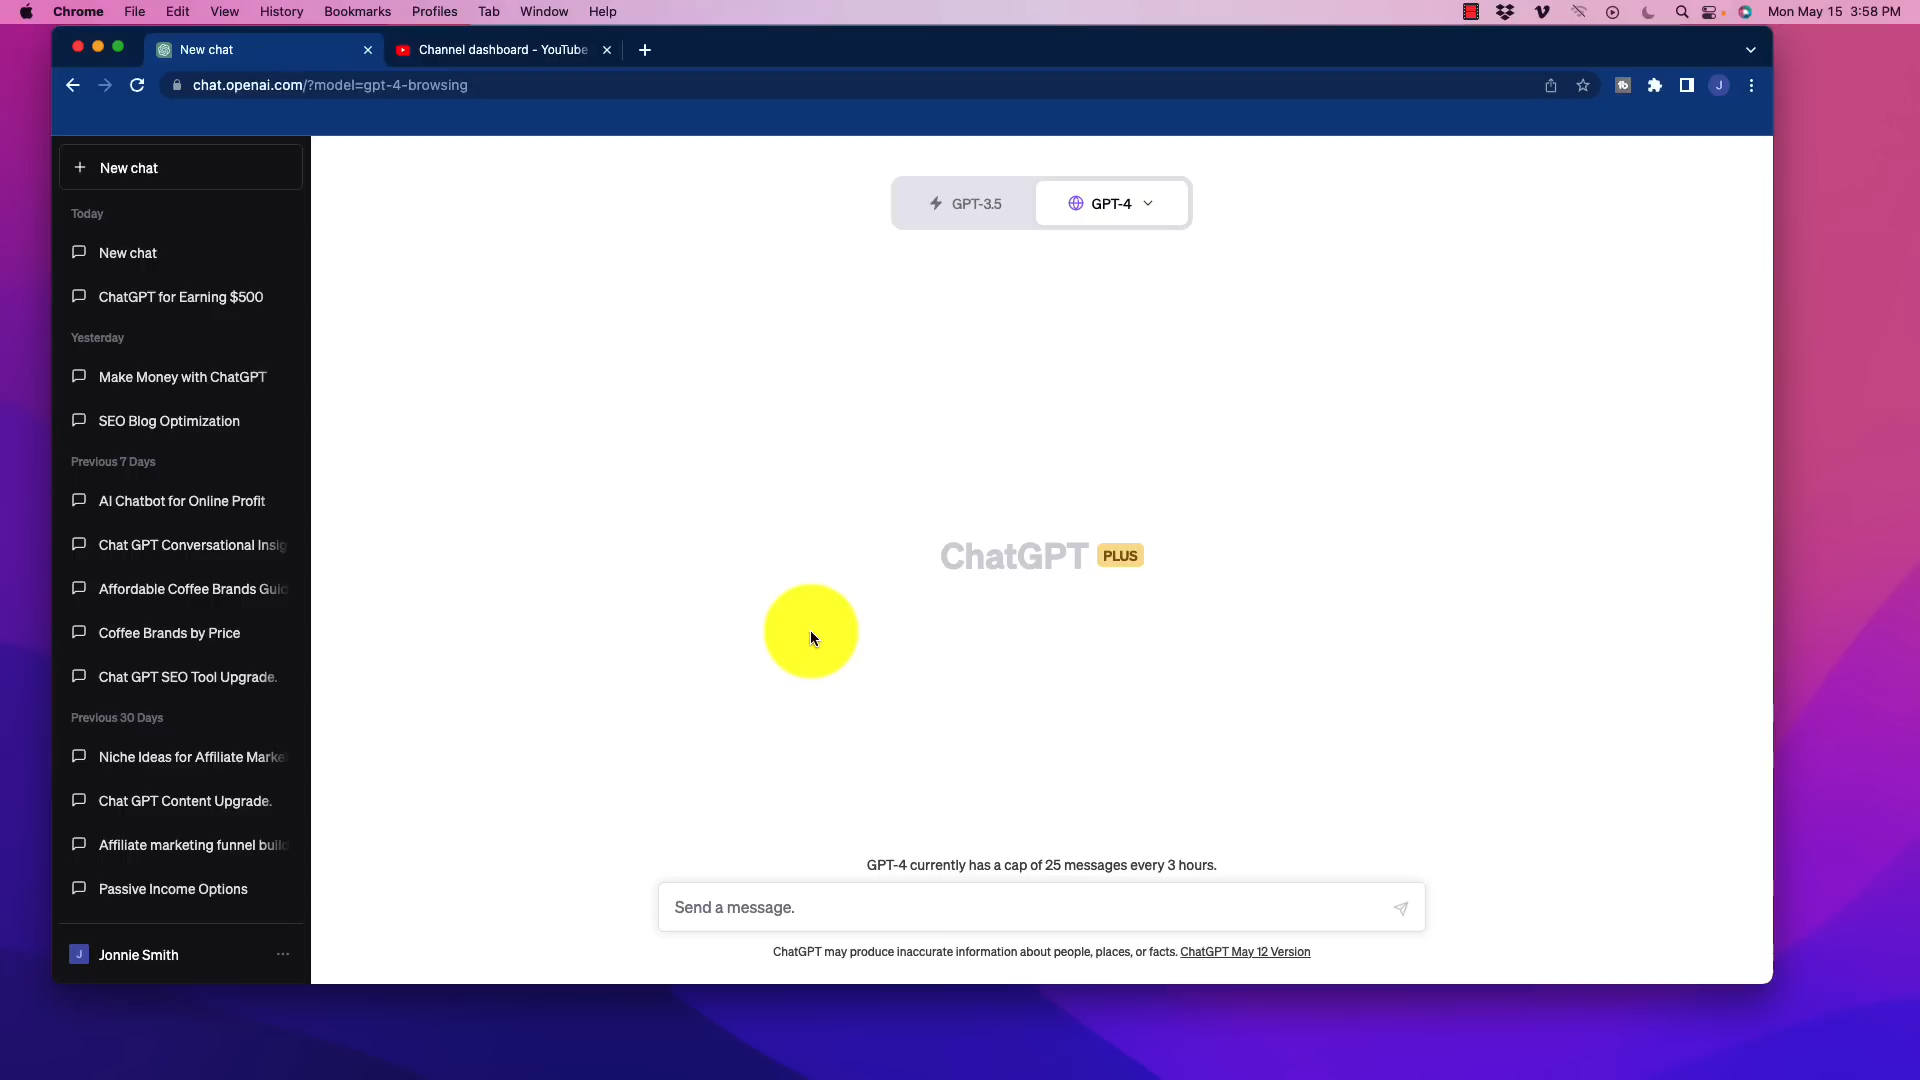 Chrome File Edit View History Bookmarks Profiles Tab Window Help Mon May 15 3:58 PM
New chat Channel dashboard - YouTube
chat.openai.com/?model=gpt-4-browsing tb J
New chat
GPT-3.5 GPT-4
Today
New chat
ChatGPT for Earning $500
Yesterday
Make Money with ChatGPT
SEO Blog Optimization
Previous 7 Days
AI Chatbot for Online Profit
Chat GPT Conversational Insig
Affordable Coffee Brands Guid
Coffee Brands by Price
Chat GPT SEO Tool Upgrade.
Previous 30 Days
Niche Ideas for Affiliate Marke
Chat GPT Content Upgrade.
Affiliate marketing funnel build
Passive Income Options
J Jonnie Smith
ChatGPT PLUS
GPT-4 currently has a cap of 25 messages every 3 hours.
Send a message.
ChatGPT may produce inaccurate information about people, places, or facts. ChatGPT May 12 Version